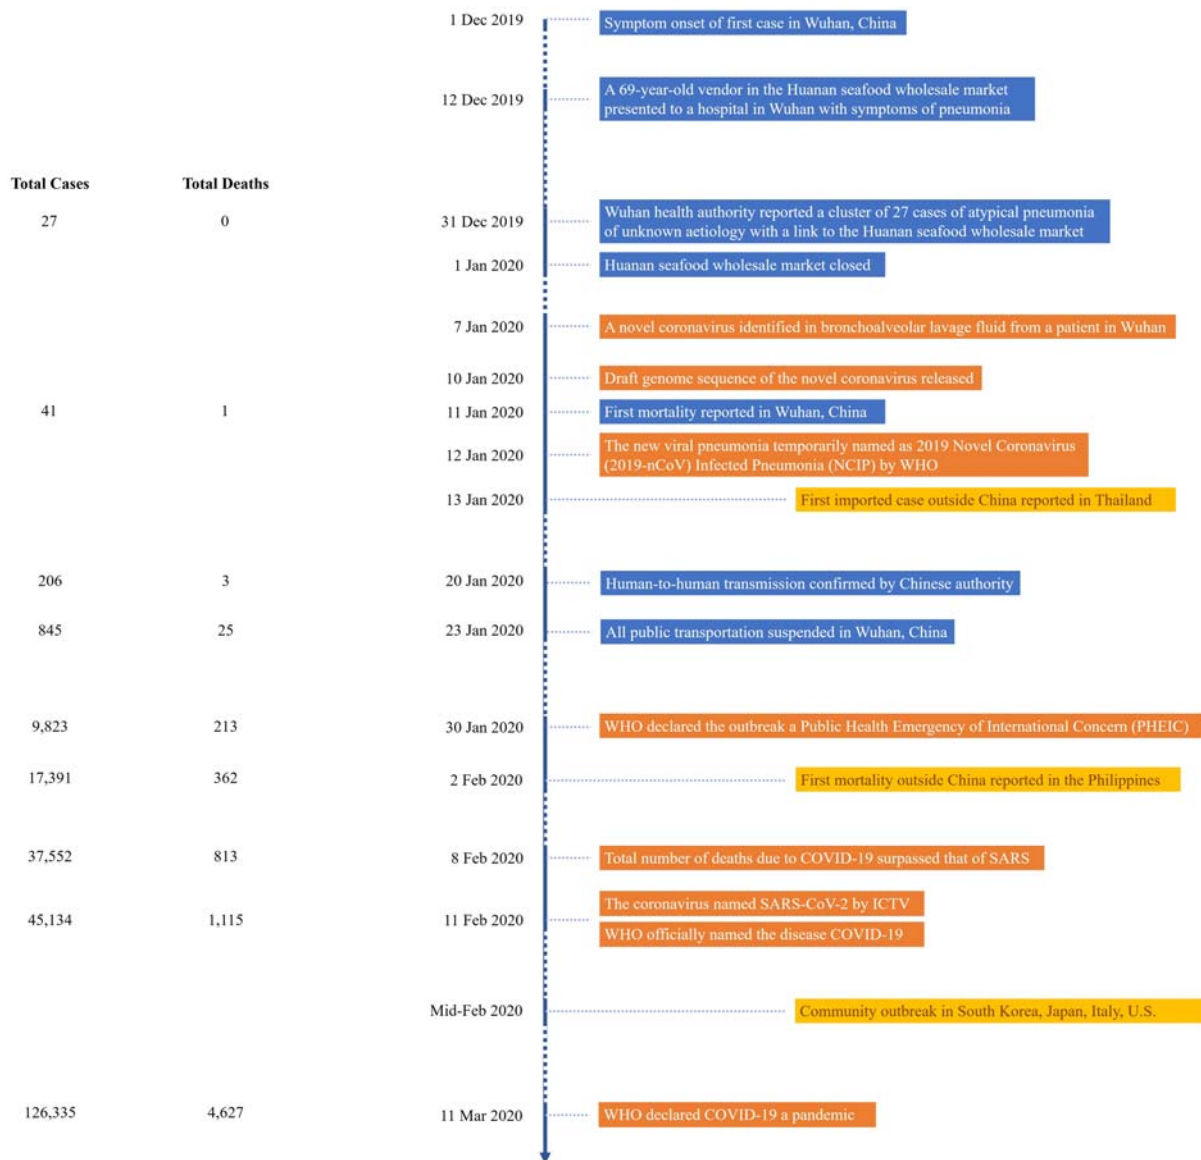 1 Dec 2019 Symptom onset of first case in Wuhan, China
12 Dec 2019 A 69-year-old vendor in the Huanan seafood wholesale market
presented to a hospital in Wuhan with symptoms of pneumonia
Total Cases Total Deaths
27 0 31 Dec 2019 Wuhan health authority reported a cluster of 27 cases of atypical pneumonia
of unknown aetiology with a link to the Huanan seafood wholesale market
1 Jan 2020 Huanan seafood wholesale market closed
7 Jan 2020 A novel coronavirus identified in bronchoalveolar lavage fluid from a patient in Wuhan
10 Jan 2020 Draft genome sequence of the novel coronavirus released
41 1 11 Jan 2020 First mortality reported in Wuhan, China
12 Jan 2020 The new viral pneumonia temporarily named as 2019 Novel Coronavirus
(2019-nCoV) Infected Pneumonia (NCIP) by WHO
13 Jan 2020 First imported case outside China reported in Thailand
206 3 20 Jan 2020 Human-to-human transmission confirmed by Chinese authority
845 25 23 Jan 2020 All public transportation suspended in Wuhan, China
9,823 213 30 Jan 2020 WHO declared the outbreak a Public Health Emergency of International Concern (PHEIC)
17,391 362 2 Feb 2020 First mortality outside China reported in the Philippines
37,552 813 8 Feb 2020 Total number of deaths due to COVID-19 surpassed that of SARS
45,134 1,115 11 Feb 2020 The coronavirus named SARS-CoV-2 by ICTV
WHO officially named the disease COVID-19
Mid-Feb 2020 Community outbreak in South Korea, Japan, Italy, U.S.
126,335 4,627 11 Mar 2020 WHO declared COVID-19 a pandemic